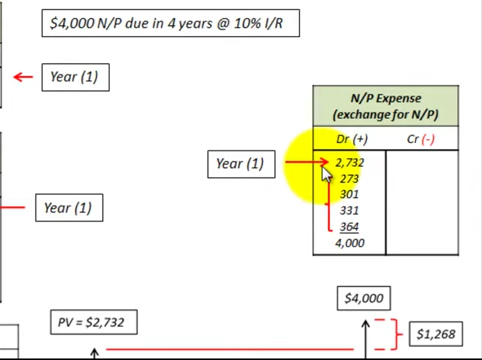 $4,000 N/P due in 4 years @ 10% I/R
Year (1)
N/P Expense
(exchange for N/P)
Dr (+) Cr (-)
Year (1)
2,732
273
301
Year (1)
331
364
4,000
$4,000
PV = $2,732
$1,268